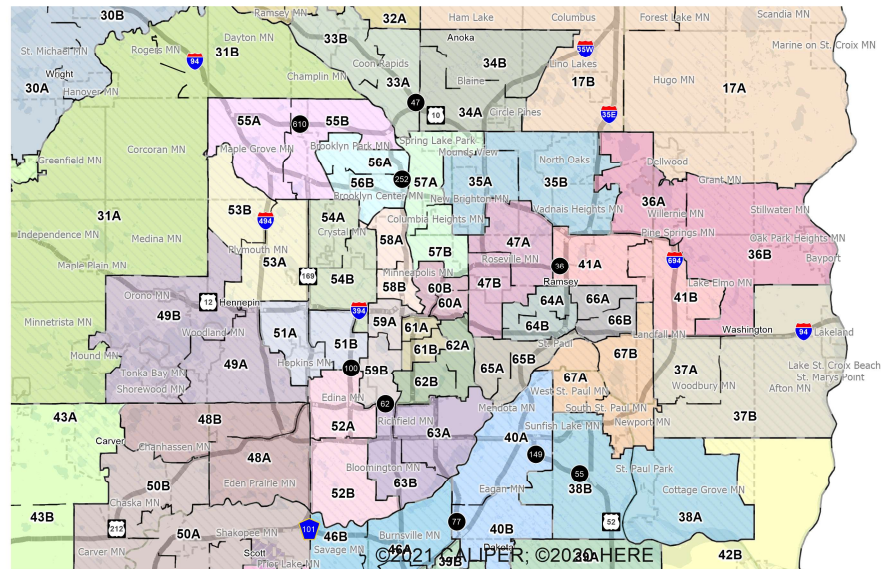 30B
Ramsey MN
32A
Ham Lake
Columbus
Forest Lake MN
Scandia MN
Dayton MN
33B
Anoka
35W
Marine on St. Croix MN
St. Michael MN
Rogers MN
31B
94
Coon Rapids
34B
Lino Lakes
Wright
Champlin MN
33A
Blaine
17B
Hugo MN
17A
30A
Hanover MN
47
10
34A
Circle Pines
35E
55A
610
55B
Spring Lake Park
Corcoran MN
Maple Grove MN
Brooklyn Park MN
56A
Mounds View
North Oaks
Dellwood
Greenfield MN
56B
252
57A
35A
35B
Grant MN
Brooklyn Center MN
New Brighton MN
36A
Willernie MN
Stillwater MN
31A
53B
54A
Columbia Heights MN
Vadnais Heights MN
494
Crystal MN
58A
47A
Pine Springs MN
Oak Park Heights MN
Independence MN
Medina MN
Plymouth MN
57B
Roseville MN
36
41A
694
36B
Bayport
Maple Plain MN
53A
169
54B
Minneapolis MN
60B
47B
Ramsey
Lake Elmo MN
Orono MN
12
Hennepin
58B
60A
64A
66A
41B
49B
394
59A
61A
64B
66B
Washington
94
Lakeland
Minnetrista MN
Woodland MN
51A
51B
61B
62A
St. Paul
Landfall MN
Mound MN
49A
Hopkins MN
100
59B
65A
65B
67B
37A
Lake St. Croix Beach
Tonka Bay MN
62B
67A
Woodbury MN
St. Marys Point
Shorewood MN
Edina MN
62
West St. Paul MN
Afton MN
43A
48B
52A
Richfield MN
Mendota MN
South St. Paul MN
37B
Carver
Chanhassen MN
63A
40A
Sunfish Lake MN
Newport MN
48A
149
Bloomington MN
55
St. Paul Park
50B
Eden Prairie MN
52B
63B
Eagan MN
38B
Cottage Grove MN
Chaska MN
43B
212
50A
Shakopee MN
101
46B
Burnsville MN
77
40B
52
38A
Carver MN
Scott
Savage MN
46A
Dakota
39A
42B
Prior Lake MN
39B
©2021 CALIPER; ©2020 HERE